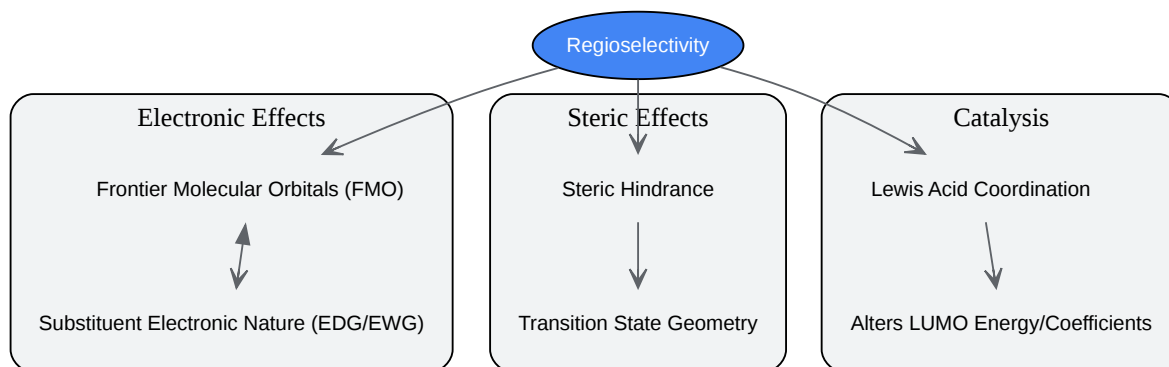 Regioselectivity
Electronic Effects
Steric Effects
Catalysis
Frontier Molecular Orbitals (FMO)
Steric Hindrance
Lewis Acid Coordination
Substituent Electronic Nature (EDG/EWG)
Transition State Geometry
Alters LUMO Energy/Coefficients